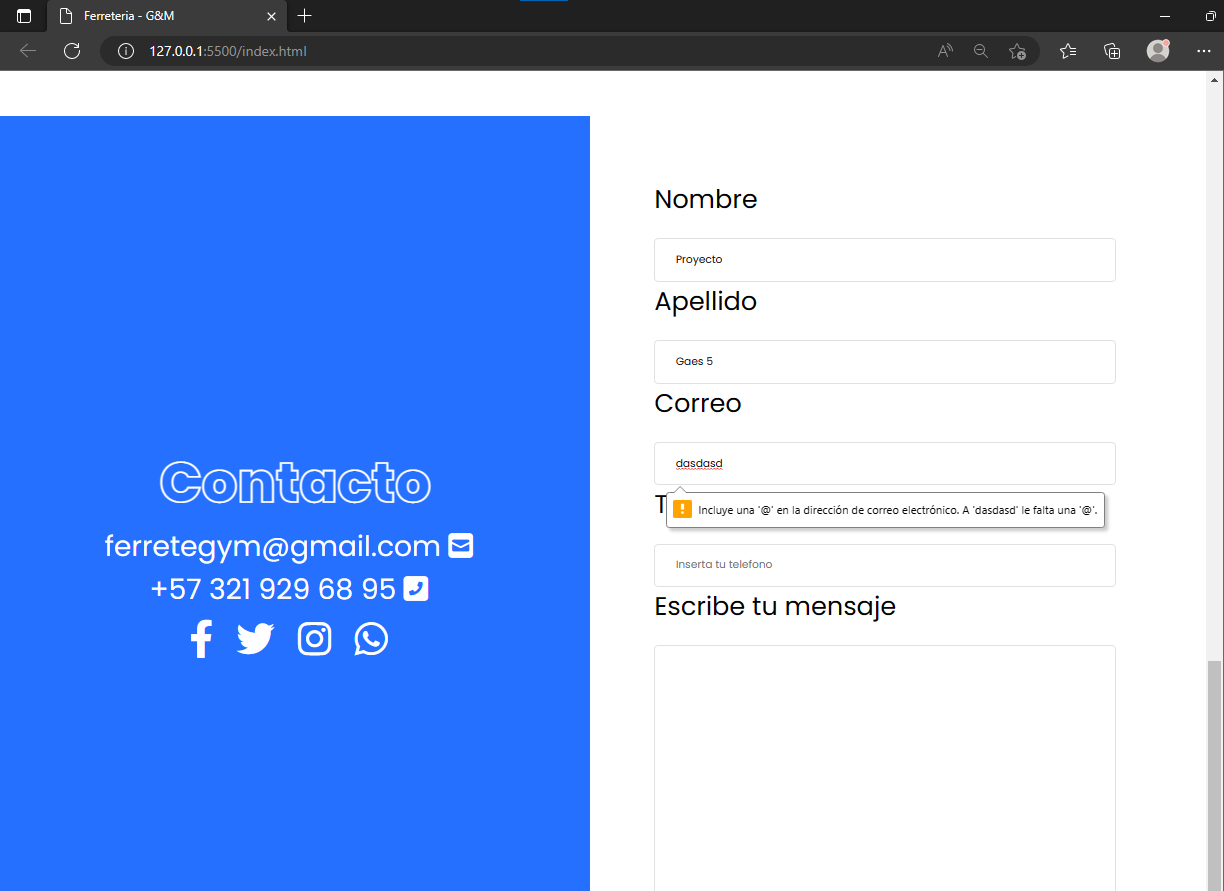 Ferreteria - G&M
127.0.0.1:5500/index.html
Nombre
Proyecto
Apellido
Gaes 5
Correo
dasdasd
T
Incluye una '@' en la dirección de correo electrónico. A 'dasdasd' le falta una '@'.
Inserta tu telefono
Escribe tu mensaje
Contacto
ferretegym@gmail.com
+57 321 929 68 95